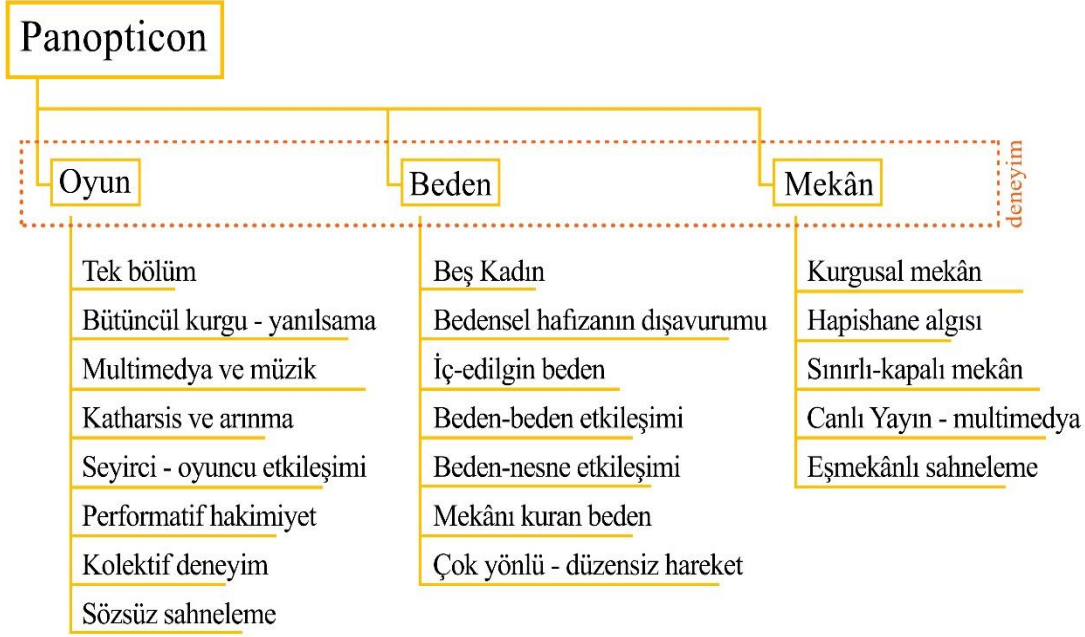 Panopticon
Oyun
Beden
Mekân
deneyim
Tek bölüm
Bütüncül kurgu - yanılsama
Multimedya ve müzik
Katharsis ve arınma
Seyirci - oyuncu etkileşimi
Performatif hakimiyet
Kolektif deneyim
Sözsüz sahneleme
Beş Kadın
Bedensel hafızanın dışavurumu
İç-edilgin beden
Beden-beden etkileşimi
Beden-nesne etkileşimi
Mekânı kuran beden
Çok yönlü - düzensiz hareket
Kurgusal mekân
Hapishane algısı
Sınırlı-kapalı mekân
Canlı Yayın - multimedya
Eşmekânlı sahneleme